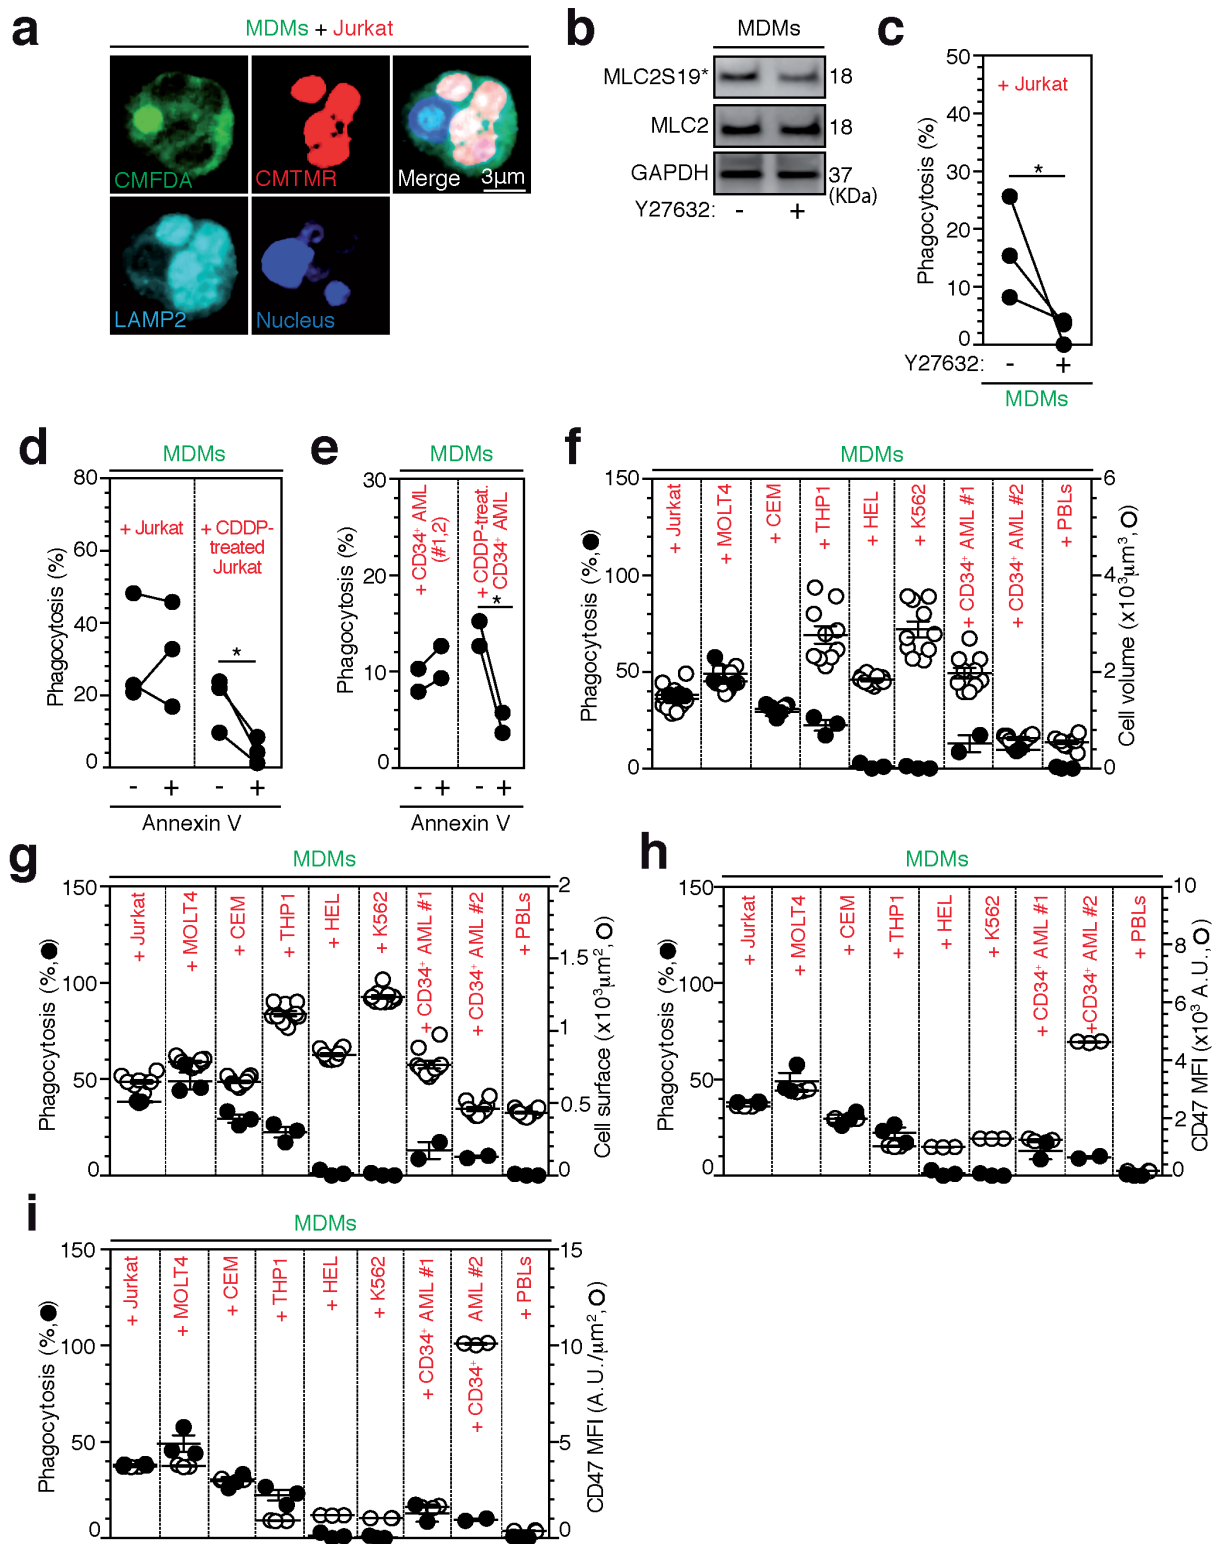 a
MDMs + Jurkat
CMFDA
CMTMR
Merge
3µm
LAMP2
Nucleus
b
MDMs
MLC2S19*
18
MLC2
18
GAPDH
37
(KDa)
Y27632:
-
+
c
50
40
30
20
10
0
Phagocytosis (%)
+ Jurkat
*
Y27632:
-
+
MDMs
d
MDMs
80
60
40
20
0
Phagocytosis (%)
+ Jurkat
+ CDDP-
treated
Jurkat
*
-
+
-
+
Annexin V
e
MDMs
30
20
10
0
Phagocytosis (%)
+ CD34⁺ AML
(#1,2)
+ CDDP-treat.
CD34⁺ AML
*
-
+
-
+
Annexin V
f
MDMs
150
100
50
0
Phagocytosis (%,●)
+ Jurkat
+ MOLT4
+ CEM
+ THP1
+ HEL
+ K562
+ CD34⁺ AML #1
+ CD34⁺ AML #2
+ PBLs
6
4
2
0
Cell volume (x10³µm³,O)
g
MDMs
150
100
50
0
Phagocytosis (%,●)
+ Jurkat
+ MOLT4
+ CEM
+ THP1
+ HEL
+ K562
+ CD34⁺ AML #1
+ CD34⁺ AML #2
+ PBLs
2
1.5
1
0.5
0
Cell surface (x10³µm²,O)
h
MDMs
150
100
50
0
Phagocytosis (%,●)
+ Jurkat
+ MOLT4
+ CEM
+ THP1
+ HEL
+ K562
+ CD34⁺ AML #1
+CD34⁺ AML #2
+ PBLs
10
8
6
4
2
0
CD47 MFI (x10³ A.U.,O)
i
MDMs
150
100
50
0
Phagocytosis (%,●)
+ Jurkat
+ MOLT4
+ CEM
+ THP1
+ HEL
+ K562
+ CD34⁺ AML #1
+ CD34⁺ AML #2
+ PBLs
15
10
5
0
CD47 MFI (A.U./µm²,O)